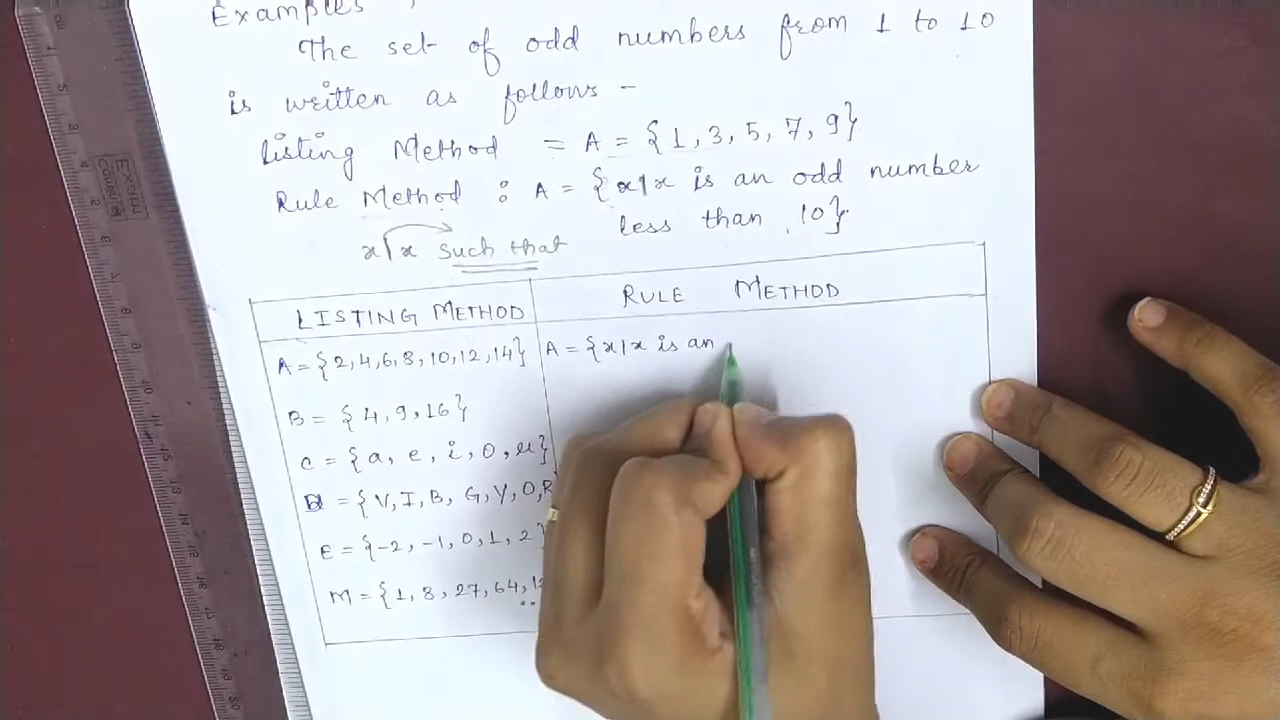 Examples
The set of odd numbers from 1 to 10
is written as follows -
Listing Method = A = {1, 3, 5, 7, 9}
Rule Method : A = {x|x is an odd number
less than 10}.
x|x such that
LISTING METHOD RULE METHOD
A = {2, 4, 6, 8, 10, 12, 14} A = {x|x is an
B = {4, 9, 16}
C = {a, e, i, o, u}
D = {V, I, B, G, Y, O, R
E = {-2, -1, 0, 1, 2}
M = {1, 8, 27, 64,